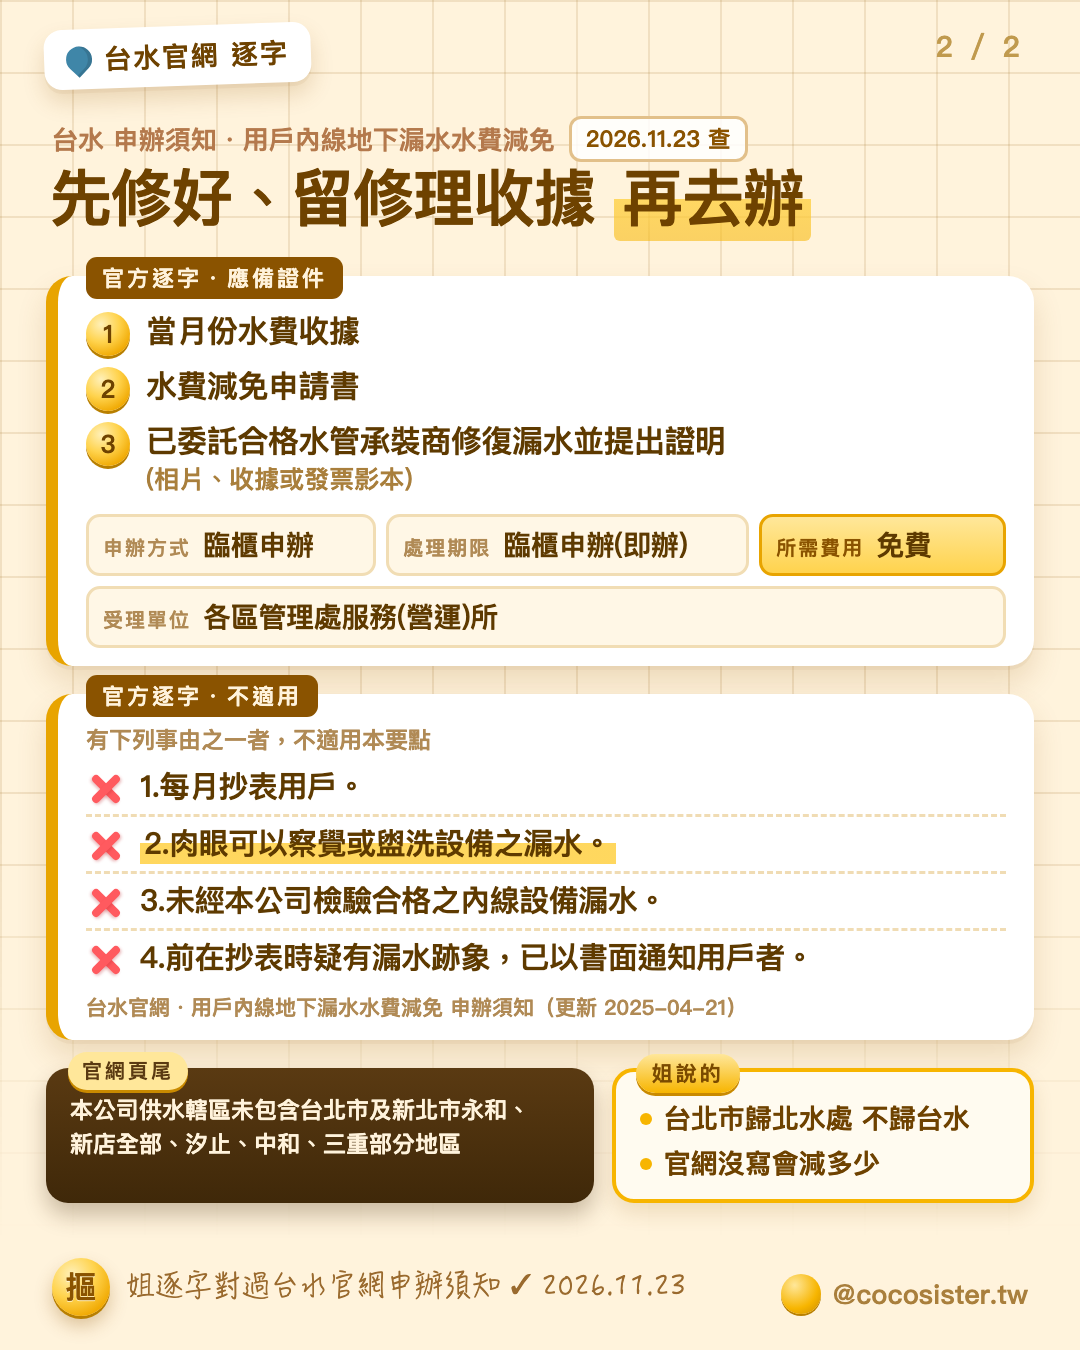 台水官網 逐字
2 / 2
台水 申辦須知 · 用戶內線地下漏水水費減免
2026.11.23 查
先修好、留修理收據 再去辦
官方逐字 · 應備證件
1 當月份水費收據
2 水費減免申請書
3 已委託合格水管承裝商修復漏水並提出證明
(相片、收據或發票影本)
申辦方式 臨櫃申辦
處理期限 臨櫃申辦(即辦)
所需費用 免費
受理單位 各區管理處服務(營運)所
官方逐字 · 不適用
有下列事由之一者，不適用本要點
1.每月抄表用戶。
2.肉眼可以察覺或盥洗設備之漏水。
3.未經本公司檢驗合格之內線設備漏水。
4.前在抄表時疑有漏水跡象，已以書面通知用戶者。
台水官網 · 用戶內線地下漏水水費減免 申辦須知（更新 2025-04-21）
官網頁尾
本公司供水轄區未包含台北市及新北市永和、
新店全部、汐止、中和、三重部分地區
姐說的
台北市歸北水處 不歸台水
官網沒寫會減多少
摳
姐逐字對過台水官網申辦須知 ✓ 2026.11.23
@cocosister.tw